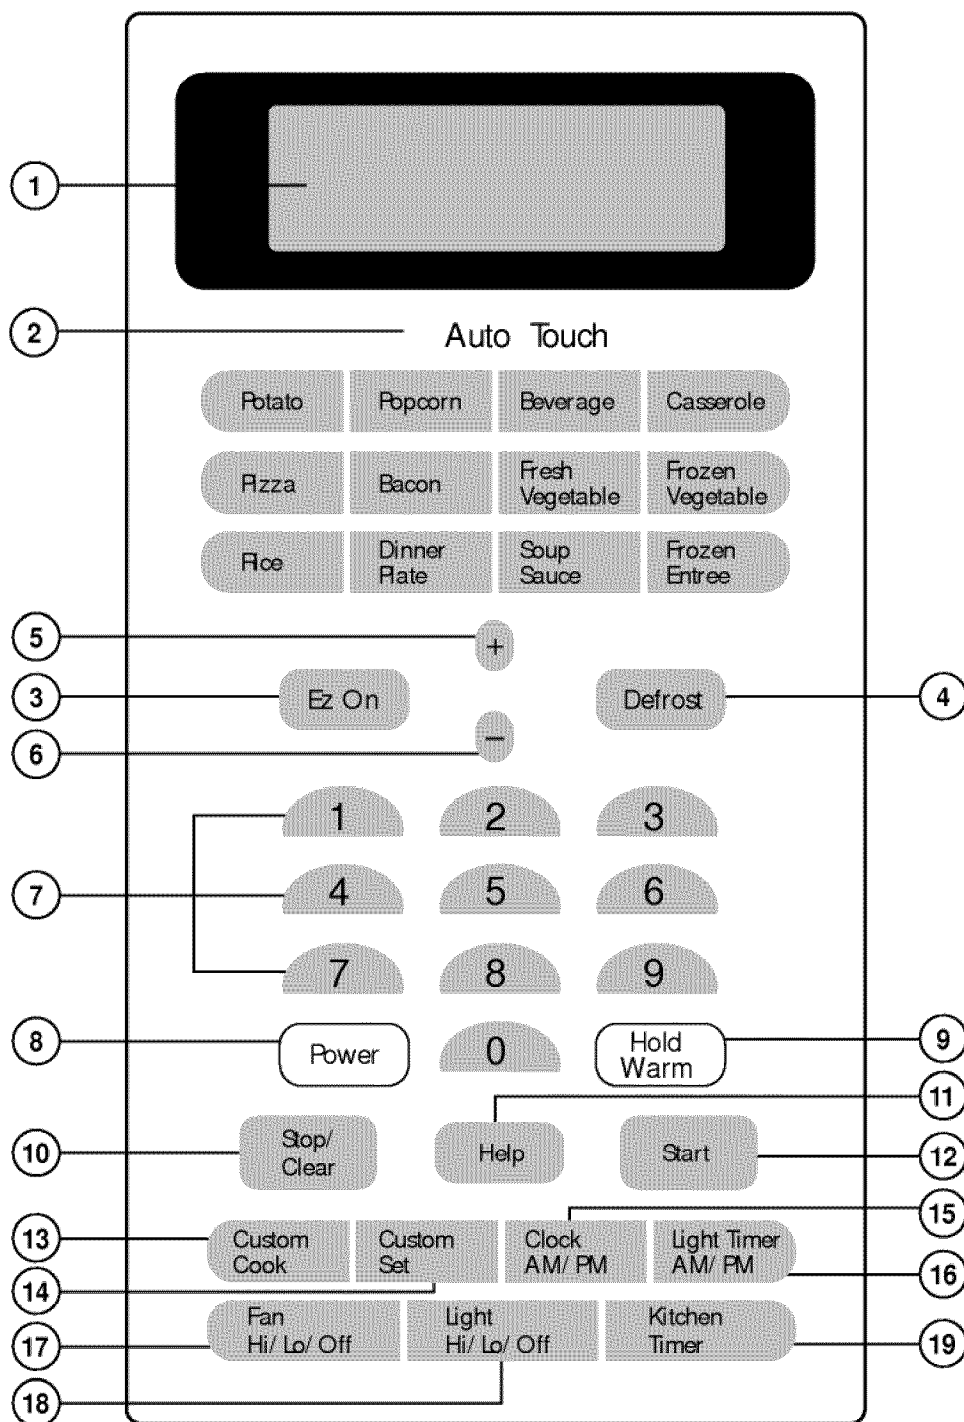 1
2
Auto Touch
Potato Popcorn Beverage Casserole
Pizza Bacon Fresh Vegetable Frozen Vegetable
Rice Dinner Plate Soup Sauce Frozen Entree
5
+
3
Ez On
Defrost
4
6
−
1 2 3
7
4 5 6
7 8 9
8
Power
0
Hold Warm
9
11
10
Stop/
Clear
Help
Start
12
15
13
Custom Cook
Custom Set
Clock AM/PM
Light Timer AM/PM
14
16
Fan Hi/Lo/Off
Light Hi/Lo/Off
Kitchen Timer
17
19
18